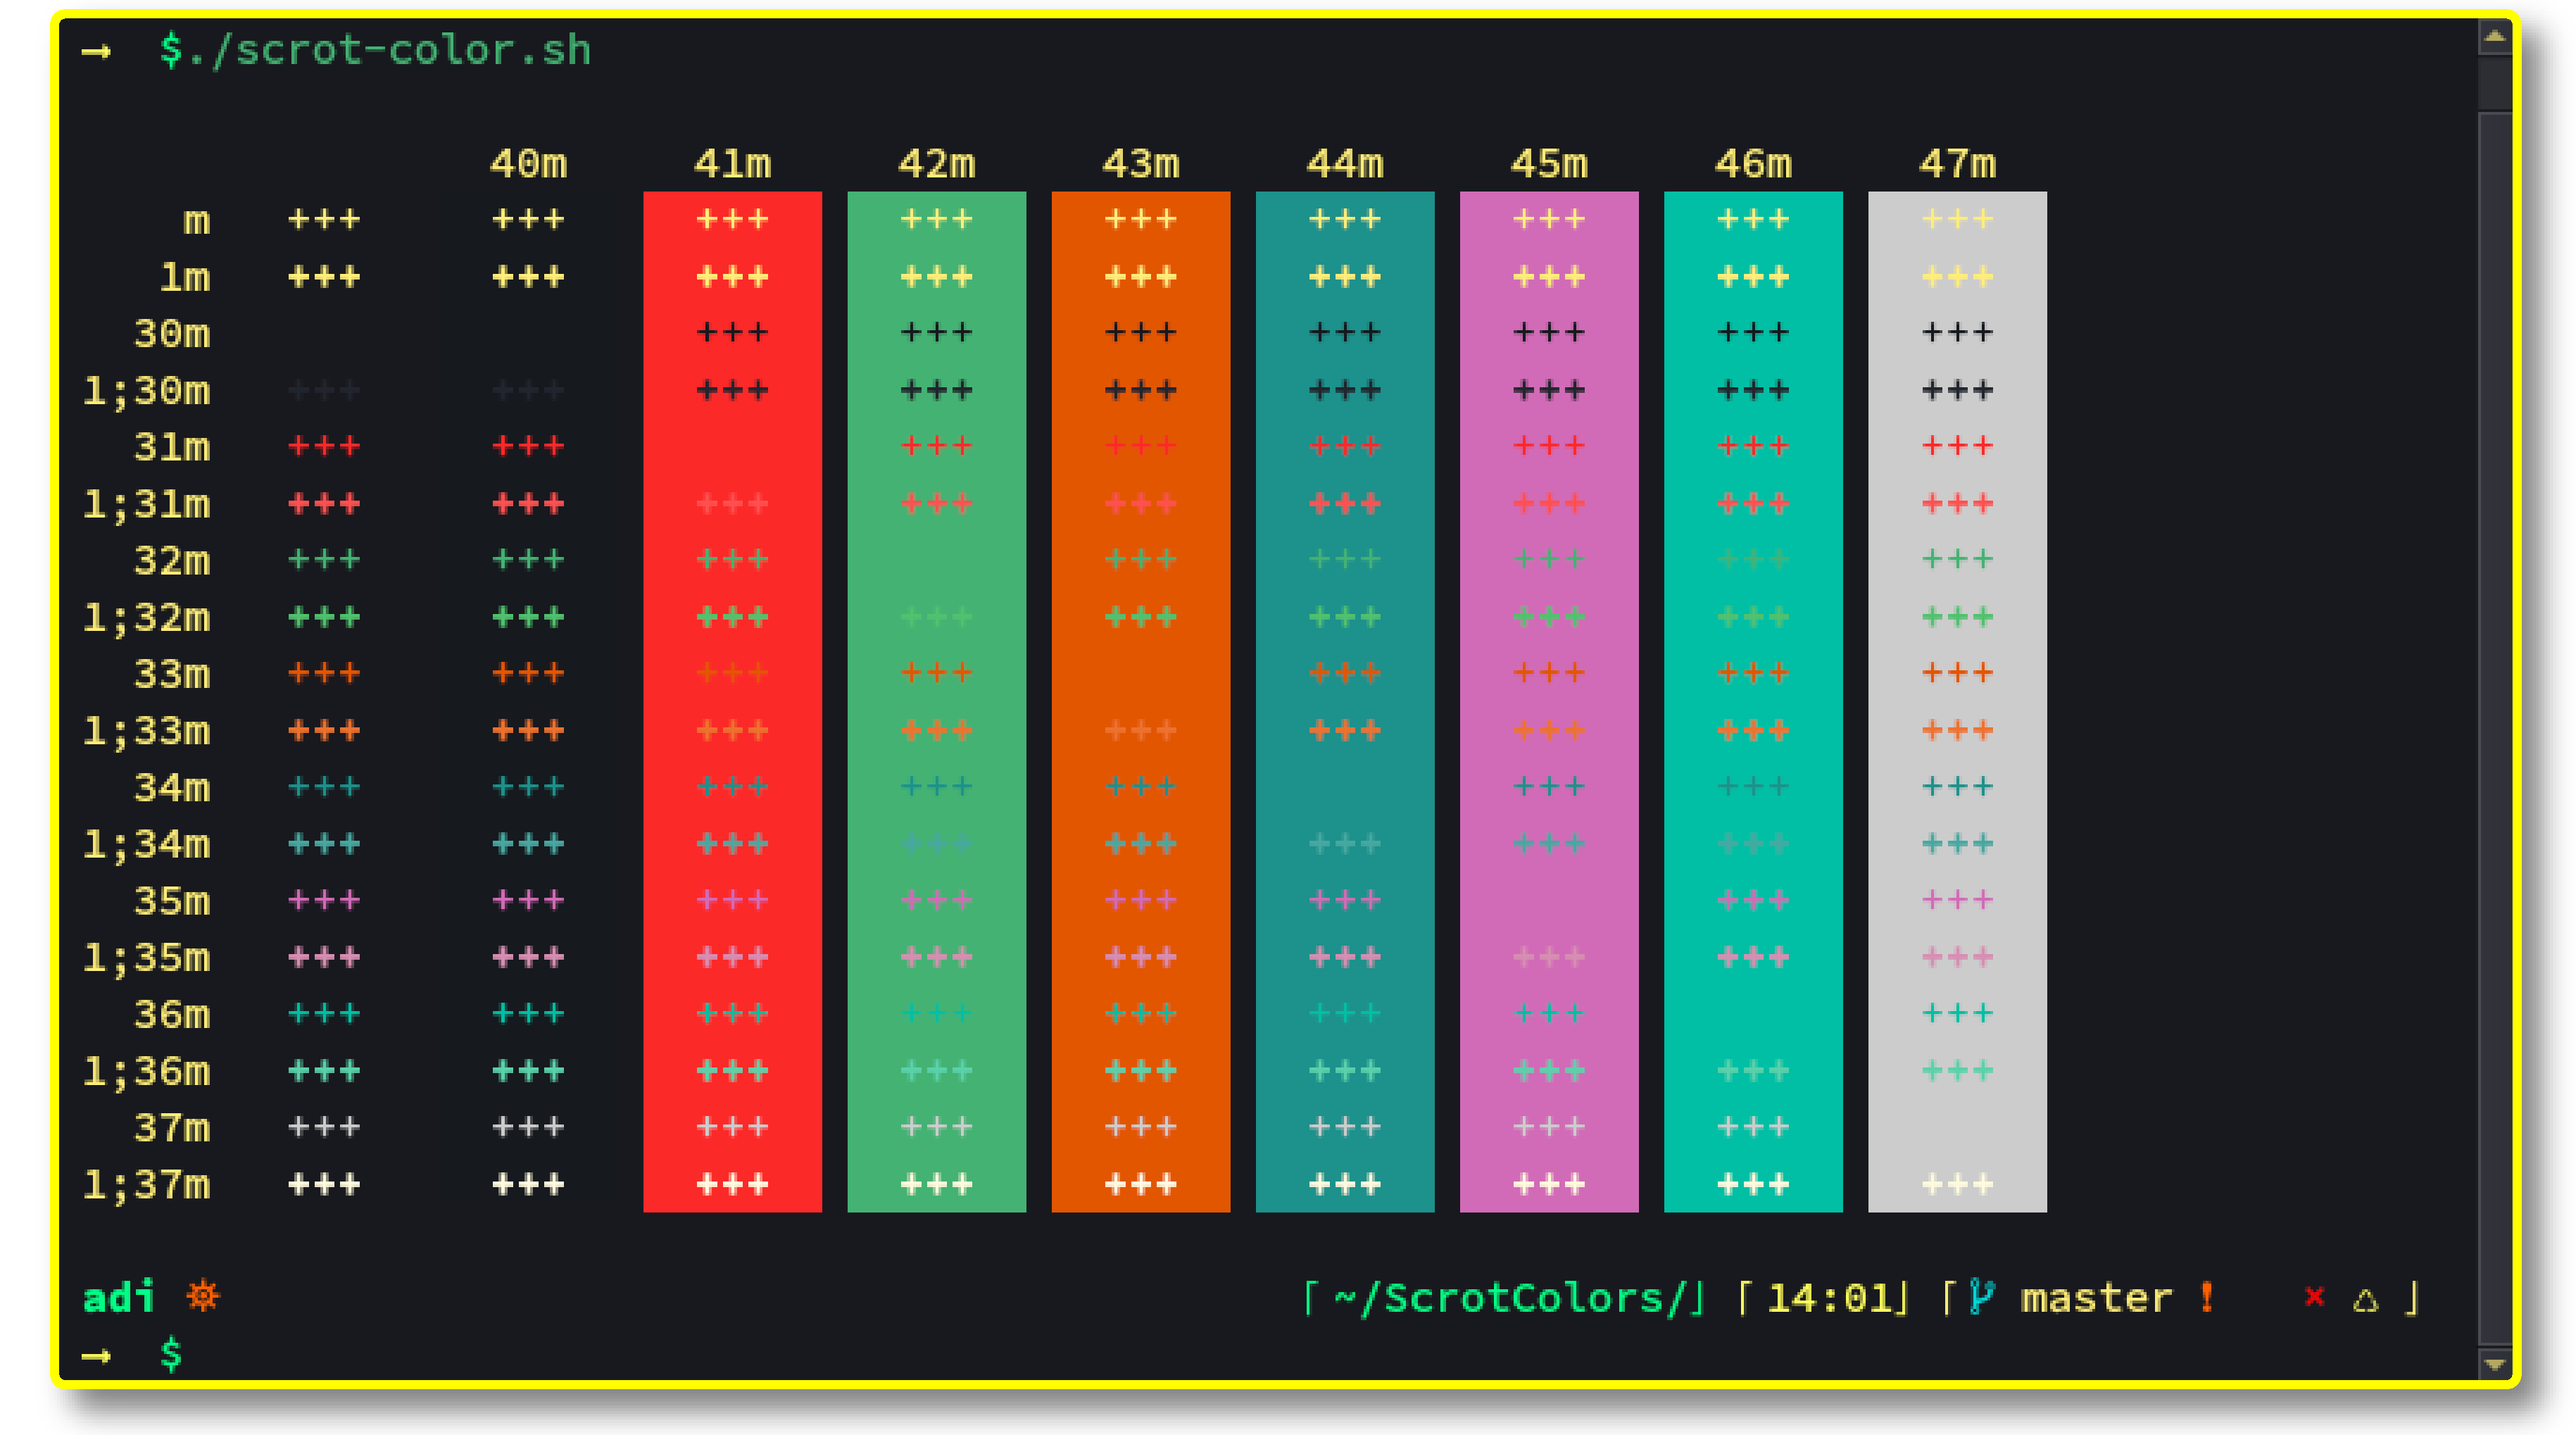 → $./scrot-color.sh
40m 41m 42m 43m 44m 45m 46m 47m
m +++ +++ +++ +++ +++ +++ +++ +++ +++
1m +++ +++ +++ +++ +++ +++ +++ +++ +++
30m +++ +++ +++ +++ +++ +++ +++
1;30m +++ +++ +++ +++ +++ +++ +++ +++ +++
31m +++ +++ +++ +++ +++ +++ +++ +++
1;31m +++ +++ +++ +++ +++ +++ +++ +++ +++
32m +++ +++ +++ +++ +++ +++ +++ +++
1;32m +++ +++ +++ +++ +++ +++ +++ +++ +++
33m +++ +++ +++ +++ +++ +++ +++ +++
1;33m +++ +++ +++ +++ +++ +++ +++ +++ +++
34m +++ +++ +++ +++ +++ +++ +++ +++
1;34m +++ +++ +++ +++ +++ +++ +++ +++ +++
35m +++ +++ +++ +++ +++ +++ +++ +++
1;35m +++ +++ +++ +++ +++ +++ +++ +++ +++
36m +++ +++ +++ +++ +++ +++ +++ +++
1;36m +++ +++ +++ +++ +++ +++ +++ +++ +++
37m +++ +++ +++ +++ +++ +++ +++ +++
1;37m +++ +++ +++ +++ +++ +++ +++ +++ +++
adi ⛯ ⌈~/ScrotColors/⌋ ⌈14:01⌋ ⌈ master ! × △ ⌋
→ $